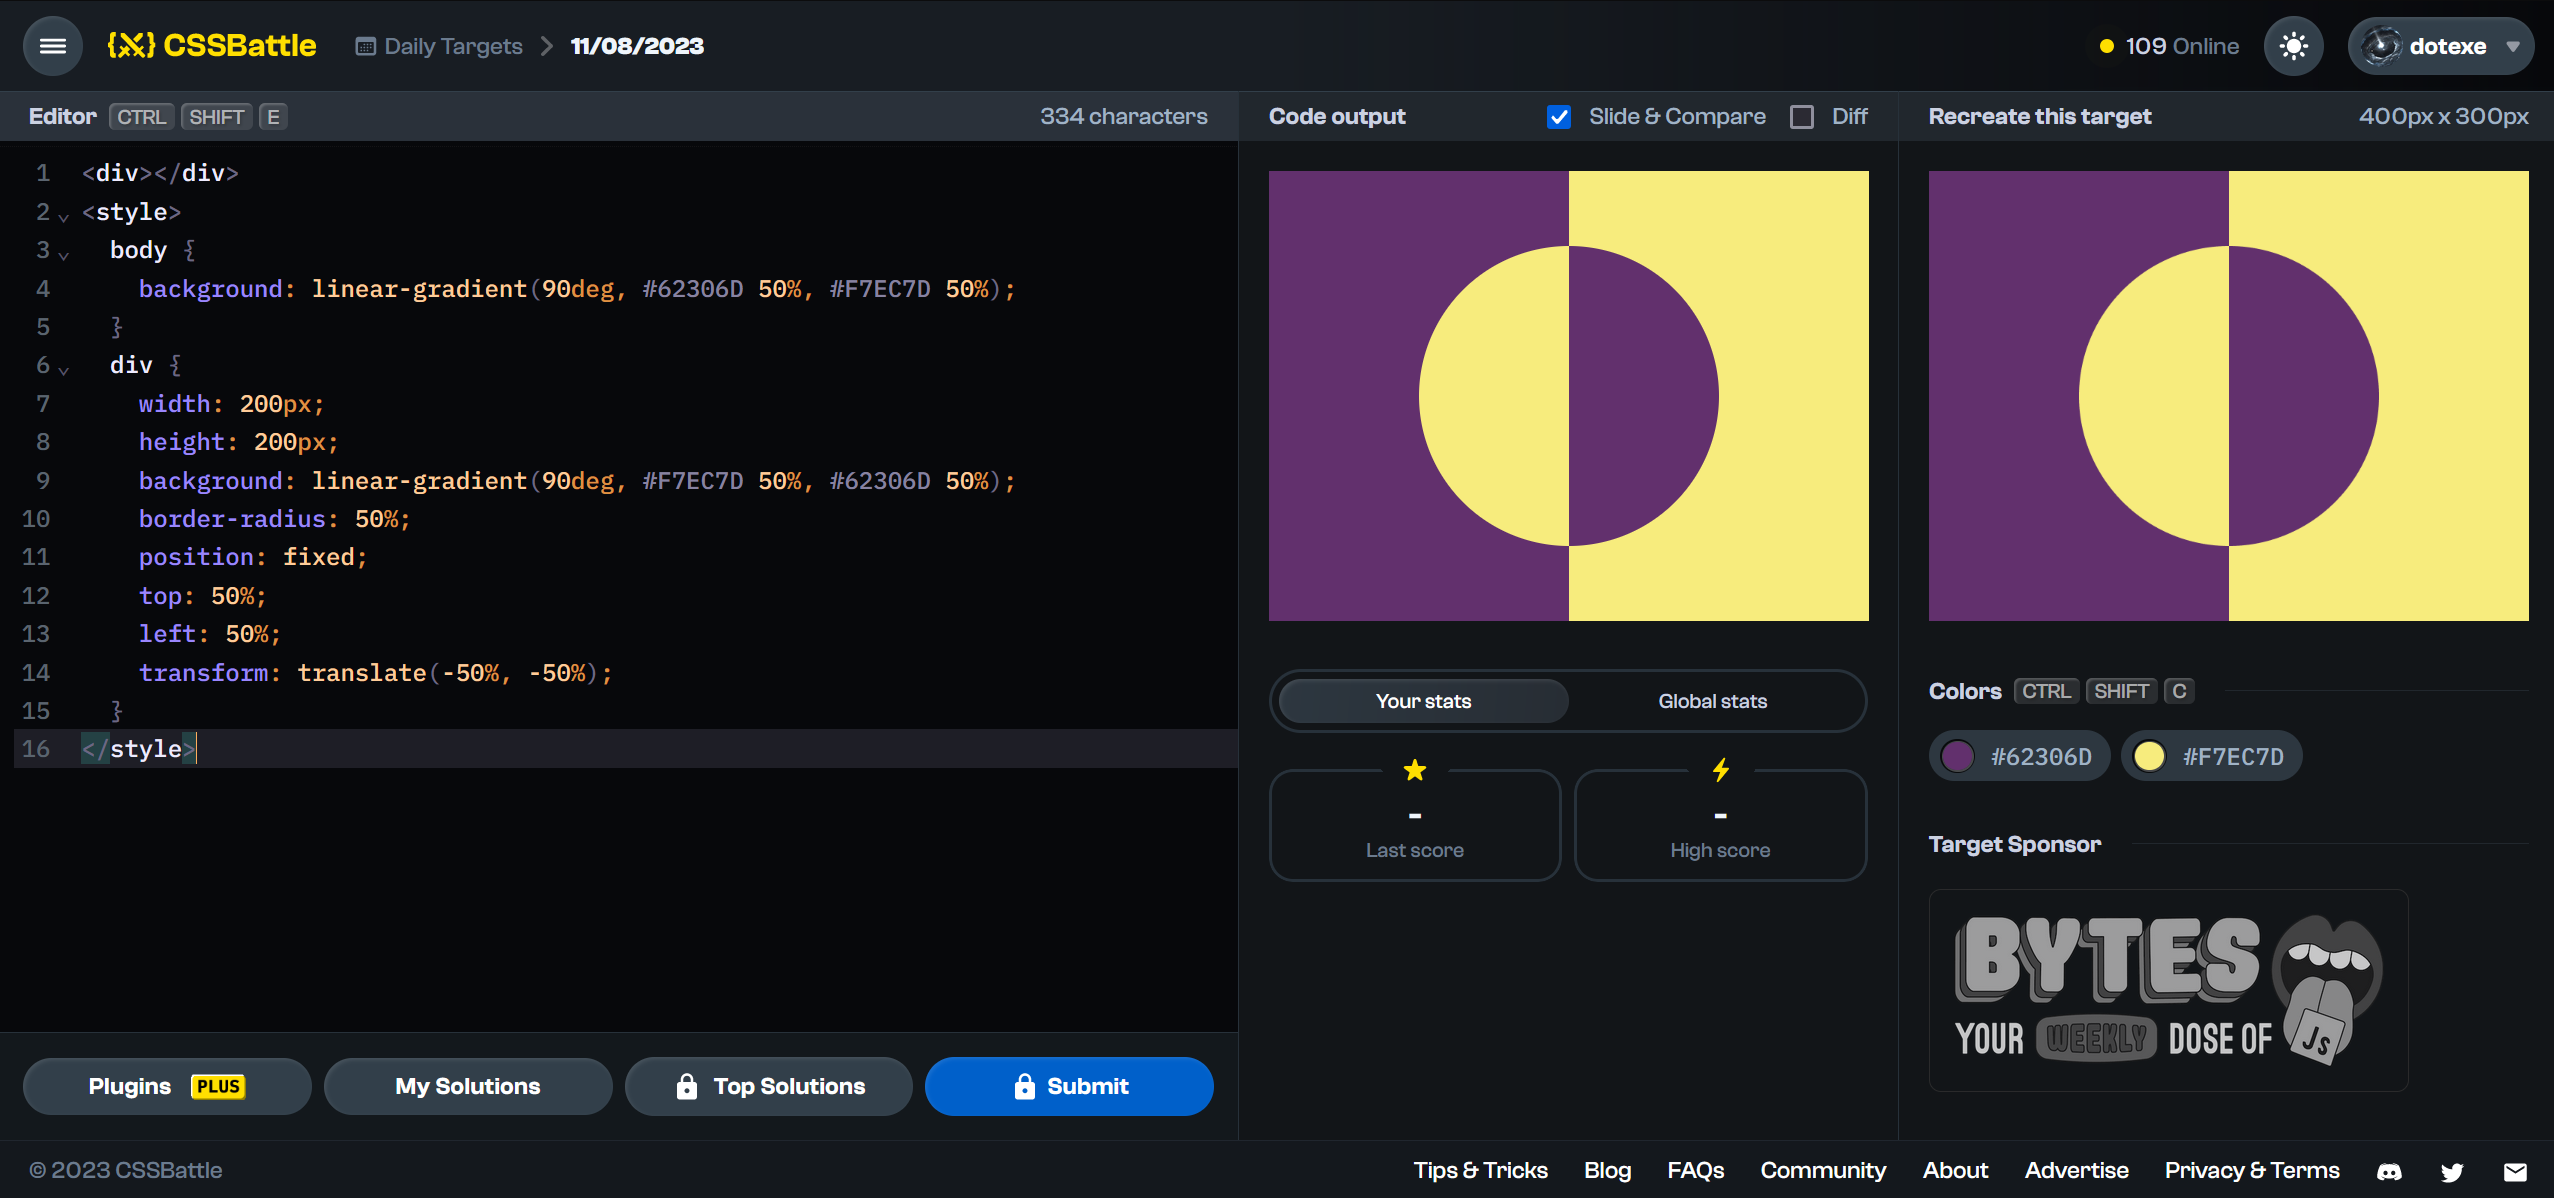 {X} CSSBattle Daily Targets 11/08/2023 109 Online dotexe
Editor CTRL SHIFT E 334 characters
1 <div></div>
2 <style>
3 body {
4 background: linear-gradient(90deg, #62306D 50%, #F7EC7D 50%);
5 }
6 div {
7 width: 200px;
8 height: 200px;
9 background: linear-gradient(90deg, #F7EC7D 50%, #62306D 50%);
10 border-radius: 50%;
11 position: fixed;
12 top: 50%;
13 left: 50%;
14 transform: translate(-50%, -50%);
15 }
16 </style>
Plugins PLUS My Solutions Top Solutions Submit
Code output Slide & Compare Diff
Your stats Global stats
- -
Last score High score
Recreate this target 400px x 300px
Colors CTRL SHIFT C
#62306D #F7EC7D
Target Sponsor
BYTES
YOUR WEEKLY DOSE OF JS
© 2023 CSSBattle Tips & Tricks Blog FAQs Community About Advertise Privacy & Terms